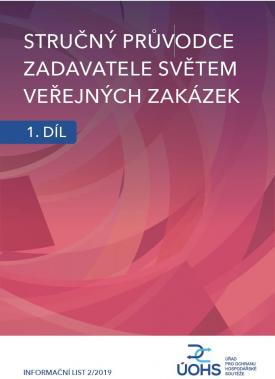 STRUČNÝ PRŮVODCE
ZADAVATELE SVĚTEM
VEŘEJNÝCH ZAKÁZEK
1. DÍL
ÚOHS
ÚŘAD
PRO OCHRANU
HOSPODÁŘSKÉ
SOUTĚŽE
INFORMAČNÍ LIST 2/2019